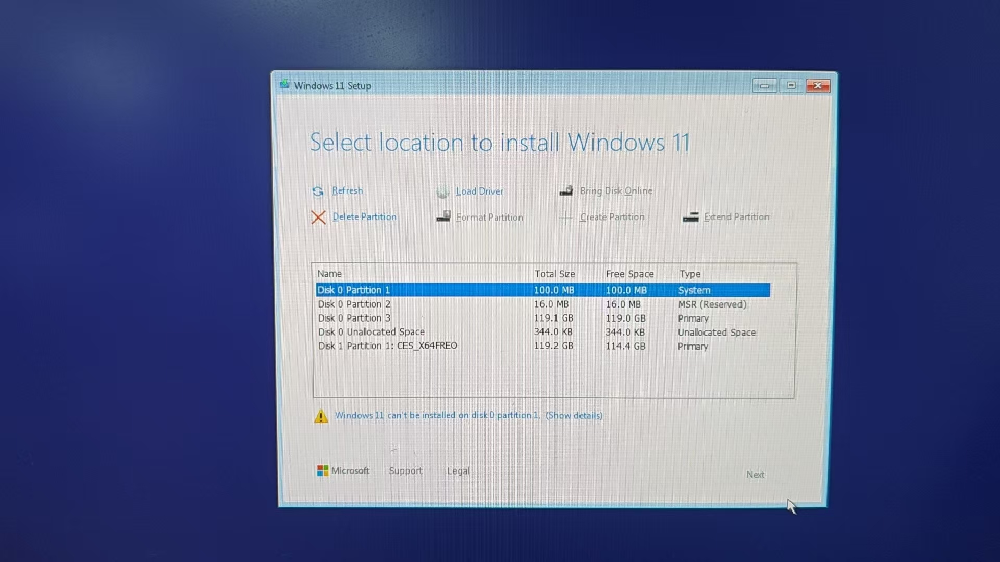 Windows 11 Setup
Select location to install Windows 11
Refresh Load Driver Bring Disk Online
Delete Partition Format Partition Create Partition Extend Partition
Name Total Size Free Space Type
Disk 0 Partition 1 100.0 MB 100.0 MB System
Disk 0 Partition 2 16.0 MB 16.0 MB MSR (Reserved)
Disk 0 Partition 3 119.1 GB 119.0 GB Primary
Disk 0 Unallocated Space 344.0 KB 344.0 KB Unallocated Space
Disk 1 Partition 1: CES_X64FREO 119.2 GB 114.4 GB Primary
Windows 11 can't be installed on disk 0 partition 1. (Show details)
Microsoft Support Legal Next